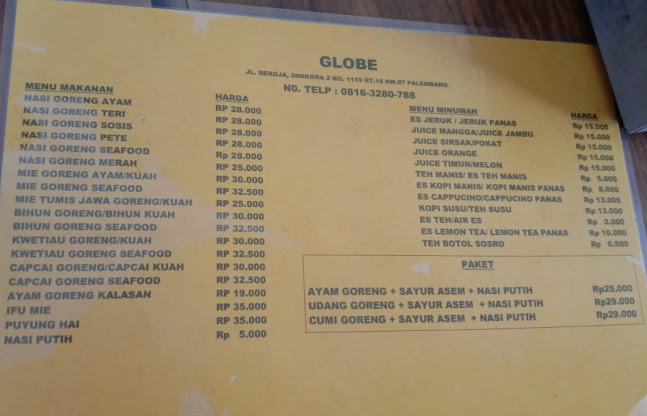 GLOBE
JL. SEROJA, DWIKORA 2 NO. 1119 RT.18 RW.07 PALEMBANG
NO. TELP : 0816-3280-788
MENU MAKANAN HARGA
NASI GORENG AYAM RP 28.000
NASI GORENG TERI RP 28.000
NASI GORENG SOSIS RP 28.000
NASI GORENG PETE Rp 28.000
NASI GORENG SEAFOOD Rp 28.000
NASI GORENG MERAH RP 25.000
MIE GORENG AYAM/KUAH RP 30.000
MIE GORENG SEAFOOD RP 32.500
MIE TUMIS JAWA GORENG/KUAH RP 25.000
BIHUN GORENG/BIHUN KUAH RP 30.000
BIHUN GORENG SEAFOOD RP 32.500
KWETIAU GORENG/KUAH RP 30.000
KWETIAU GORENG SEAFOOD RP 32.500
CAPCAI GORENG/CAPCAI KUAH RP 30.000
CAPCAI GORENG SEAFOOD RP 32.500
AYAM GORENG KALASAN RP 19.000
IFU MIE RP 35.000
PUYUNG HAI RP 35.000
NASI PUTIH Rp 5.000
MENU MINUMAN HARGA
ES JERUK / JERUK PANAS Rp 15.000
JUICE MANGGA/JUICE JAMBU Rp 15.000
JUICE SIRSAK/POKAT Rp 15.000
JUICE ORANGE Rp 15.000
JUICE TIMUN/MELON Rp 15.000
TEH MANIS/ ES TEH MANIS Rp 5.000
ES KOPI MANIS/ KOPI MANIS PANAS Rp 6.000
ES CAPPUCINO/CAPPUCINO PANAS Rp 13.000
KOPI SUSU/TEH SUSU Rp 13.000
ES TEH/AIR ES Rp 2.000
ES LEMON TEA/ LEMON TEA PANAS Rp 10.000
TEH BOTOL SOSRO Rp 6.500
PAKET
AYAM GORENG + SAYUR ASEM + NASI PUTIH Rp25.000
UDANG GORENG + SAYUR ASEM + NASI PUTIH Rp29.000
CUMI GORENG + SAYUR ASEM + NASI PUTIH Rp29.000